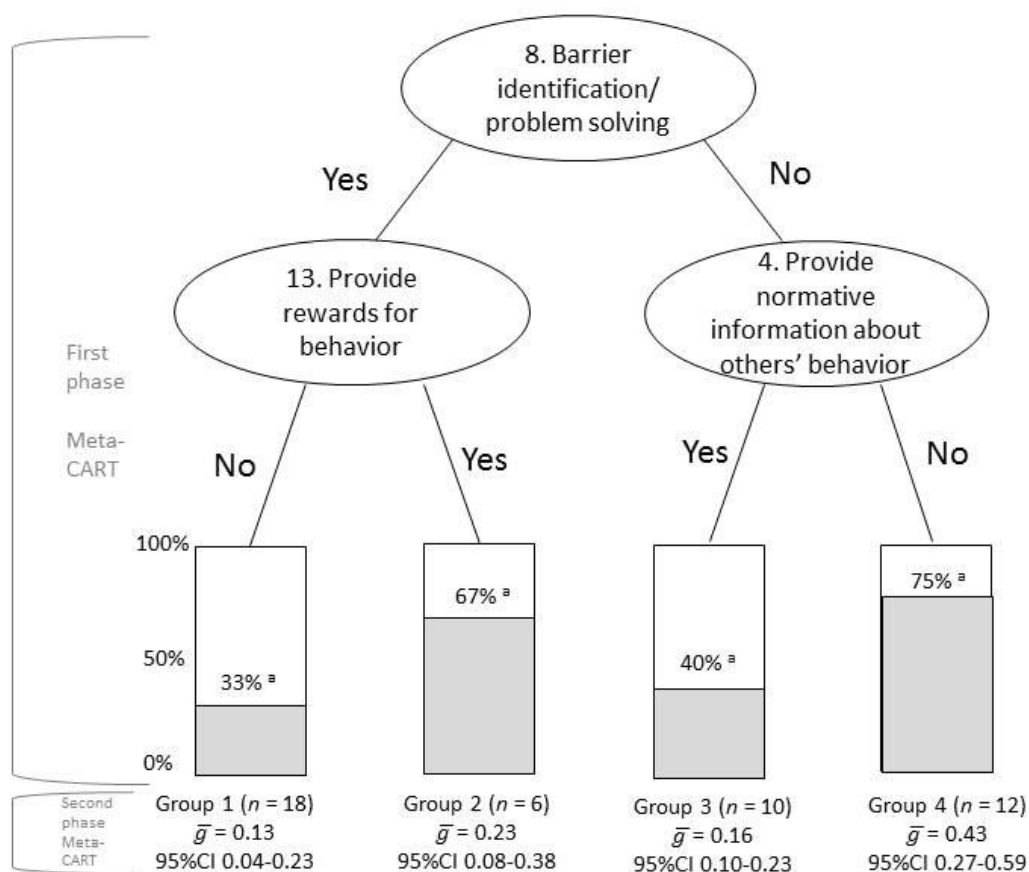 8. Barrier
identification/
problem solving
Yes
No
13. Provide
rewards for
behavior
4. Provide
normative
information about
others' behavior
First
phase
Meta-
CART
No
Yes
Yes
No
100%
50%
0%
33% ª
67% ª
40% ª
75% ª
Second
phase
Meta-
CART
Group 1 (n = 18)
g̅ = 0.13
95%CI 0.04-0.23
Group 2 (n = 6)
g̅ = 0.23
95%CI 0.08-0.38
Group 3 (n = 10)
g̅ = 0.16
95%CI 0.10-0.23
Group 4 (n = 12)
g̅ = 0.43
95%CI 0.27-0.59